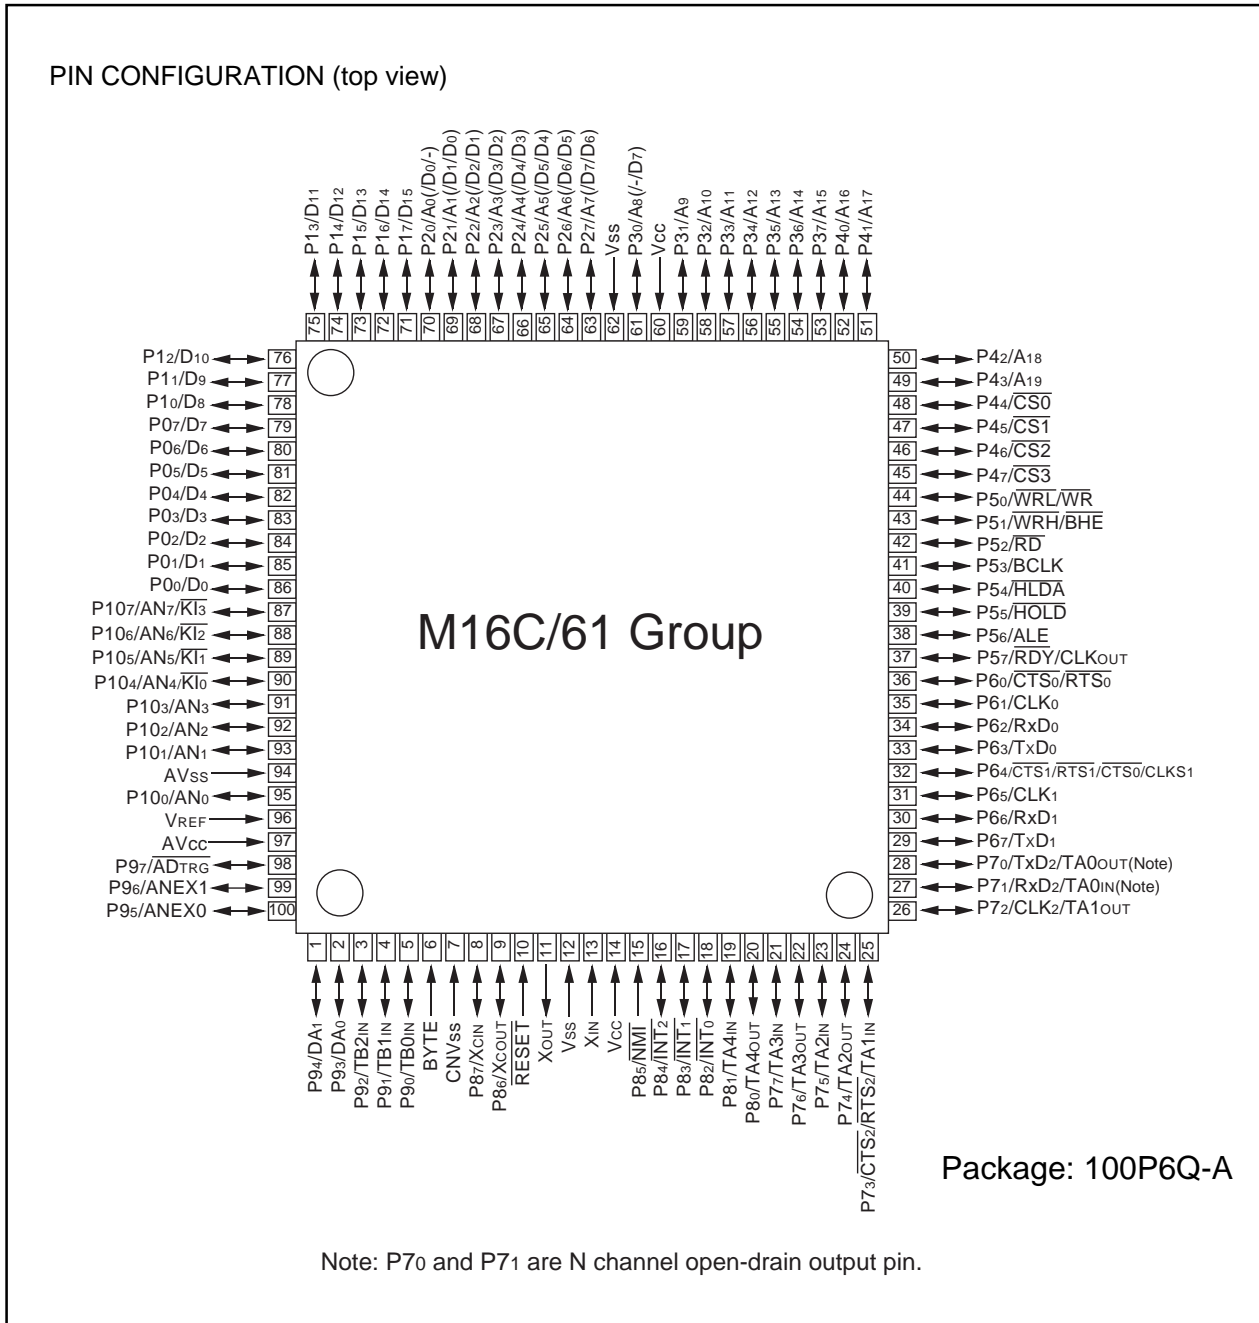 PIN CONFIGURATION (top view)
P13/D11
P14/D12
P15/D13
P16/D14
P17/D15
P20/A0(/D0/-)
P21/A1(/D1/D0)
P22/A2(/D2/D1)
P23/A3(/D3/D2)
P24/A4(/D4/D3)
P25/A5(/D5/D4)
P26/A6(/D6/D5)
P27/A7(/D7/D6)
Vss
P30/A8(/-/D7)
Vcc
P31/A9
P32/A10
P33/A11
P34/A12
P35/A13
P36/A14
P37/A15
P40/A16
P41/A17
75 74 73 72 71 70 69 68 67 66 65 64 63 62 61 60 59 58 57 56 55 54 53 52 51
P12/D10 76
P11/D9 77
P10/D8 78
P07/D7 79
P06/D6 80
P05/D5 81
P04/D4 82
P03/D3 83
P02/D2 84
P01/D1 85
P00/D0 86
P107/AN7/KI3 87
P106/AN6/KI2 88
P105/AN5/KI1 89
P104/AN4/KI0 90
P103/AN3 91
P102/AN2 92
P101/AN1 93
AVss 94
P100/AN0 95
VREF 96
AVcc 97
P97/ADTRG 98
P96/ANEX1 99
P95/ANEX0 100
M16C/61 Group
50 P42/A18
49 P43/A19
48 P44/CS0
47 P45/CS1
46 P46/CS2
45 P47/CS3
44 P50/WRL/WR
43 P51/WRH/BHE
42 P52/RD
41 P53/BCLK
40 P54/HLDA
39 P55/HOLD
38 P56/ALE
37 P57/RDY/CLKOUT
36 P60/CTS0/RTS0
35 P61/CLK0
34 P62/RxD0
33 P63/TxD0
32 P64/CTS1/RTS1/CTS0/CLKS1
31 P65/CLK1
30 P66/RxD1
29 P67/TxD1
28 P70/TxD2/TA0OUT(Note)
27 P71/RxD2/TA0IN(Note)
26 P72/CLK2/TA1OUT
1 2 3 4 5 6 7 8 9 10 11 12 13 14 15 16 17 18 19 20 21 22 23 24 25
P94/DA1
P93/DA0
P92/TB2IN
P91/TB1IN
P90/TB0IN
BYTE
CNVss
P87/XCIN
P86/XCOUT
RESET
XOUT
Vss
XIN
Vcc
P85/NMI
P84/INT2
P83/INT1
P82/INT0
P81/TA4IN
P80/TA4OUT
P77/TA3IN
P76/TA3OUT
P75/TA2IN
P74/TA2OUT
P73/CTS2/RTS2/TA1IN
Package: 100P6Q-A
Note: P70 and P71 are N channel open-drain output pin.